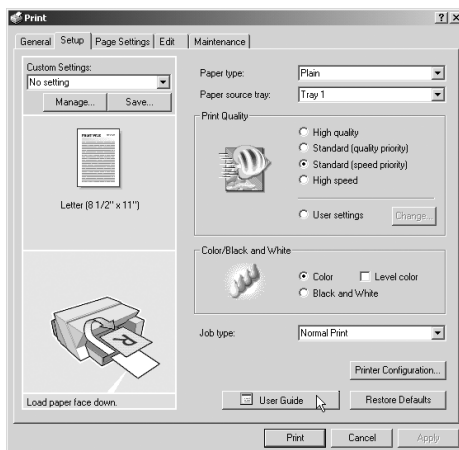 Print
General Setup Page Settings Edit Maintenance
Custom Settings:
No setting
Manage... Save...
Letter (8 1/2" x 11")
Load paper face down.
Paper type: Plain
Paper source tray: Tray 1
Print Quality
High quality
Standard (quality priority)
Standard (speed priority)
High speed
User settings Change...
Color/Black and White
Color Level color
Black and White
Job type: Normal Print
Printer Configuration...
User Guide Restore Defaults
Print Cancel Apply